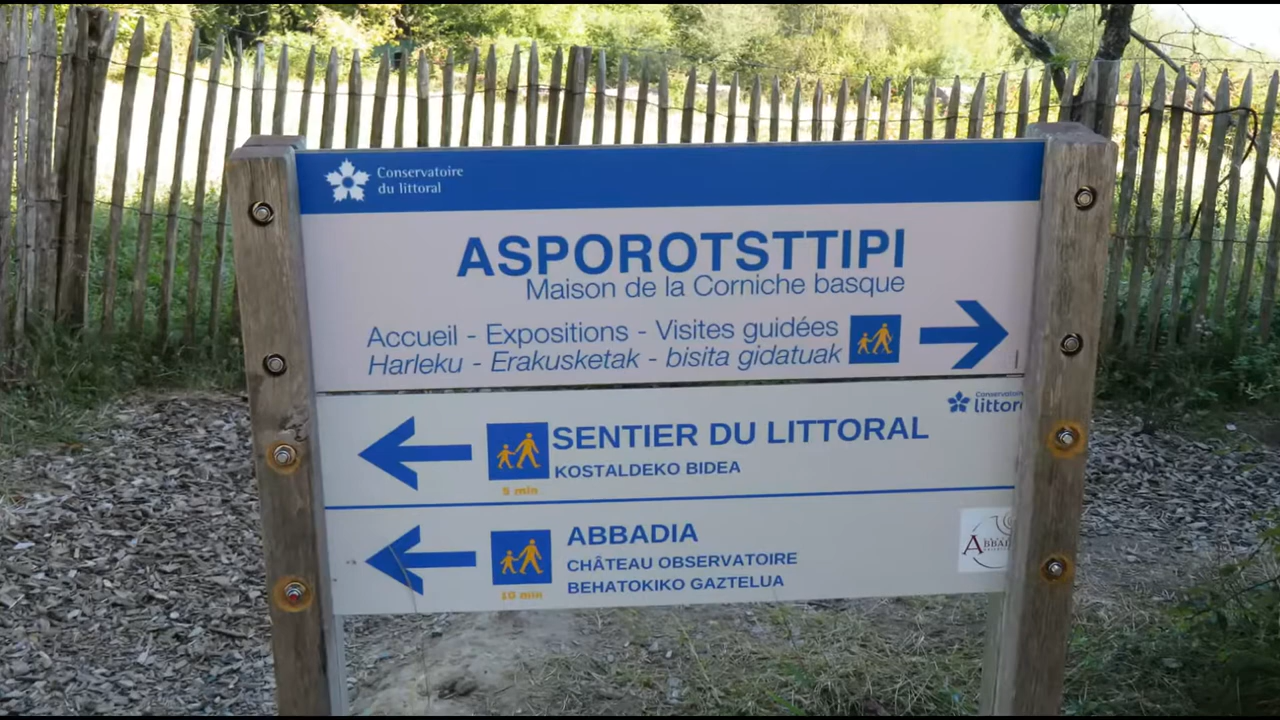 Conservatoire
du littoral
ASPOROTSTTIPI
Maison de la Corniche basque
Accueil - Expositions - Visites guidées
Harleku - Erakusketak - bisita gidatuak
SENTIER DU LITTORAL
KOSTALDEKO BIDEA
5 min
ABBADIA
CHÂTEAU OBSERVATOIRE
BEHATOKIKO GAZTELUA
10 min